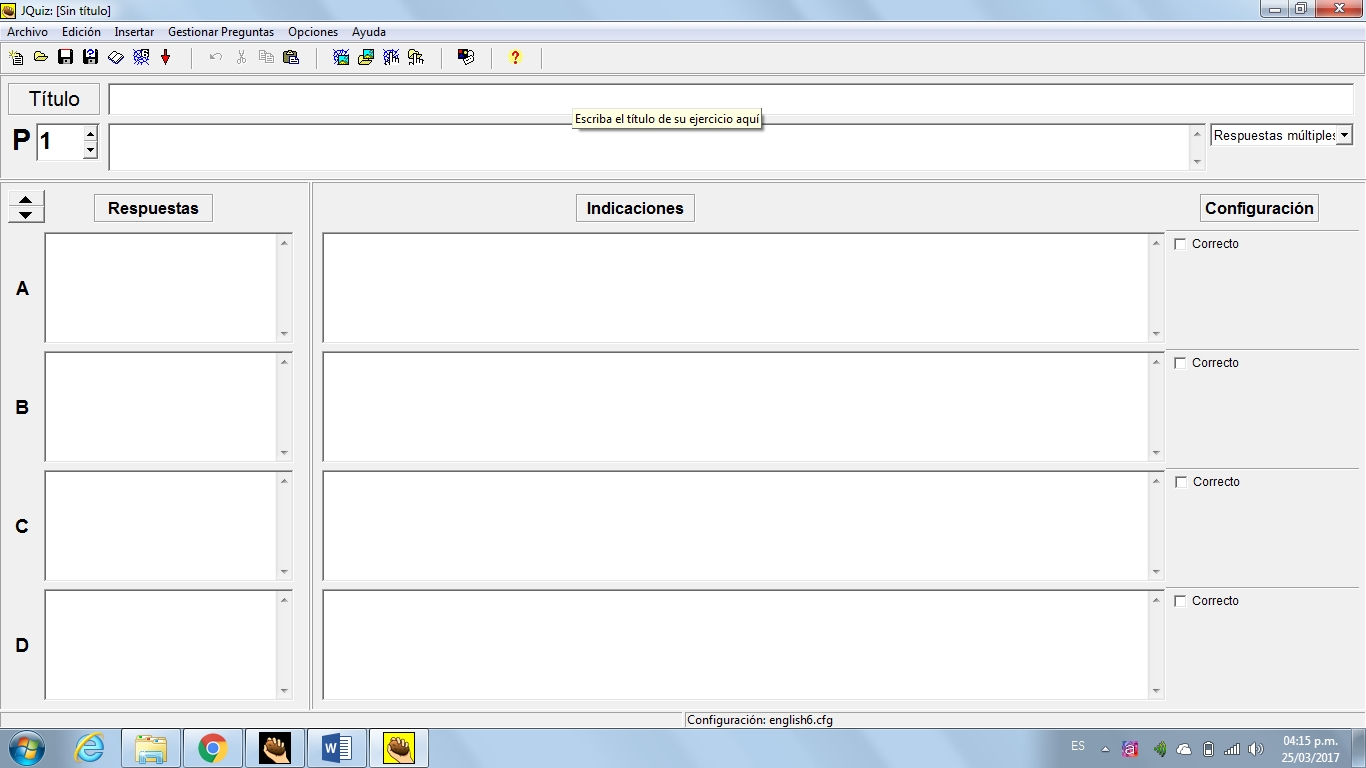 JQuiz: [Sin título]
Archivo Edición Insertar Gestionar Preguntas Opciones Ayuda
Título
Escriba el título de su ejercicio aquí
P 1 Respuestas múltiples
Respuestas Indicaciones Configuración
A Correcto
B Correcto
C Correcto
D Correcto
Configuración: english6.cfg
ES 04:15 p.m.
25/03/2017